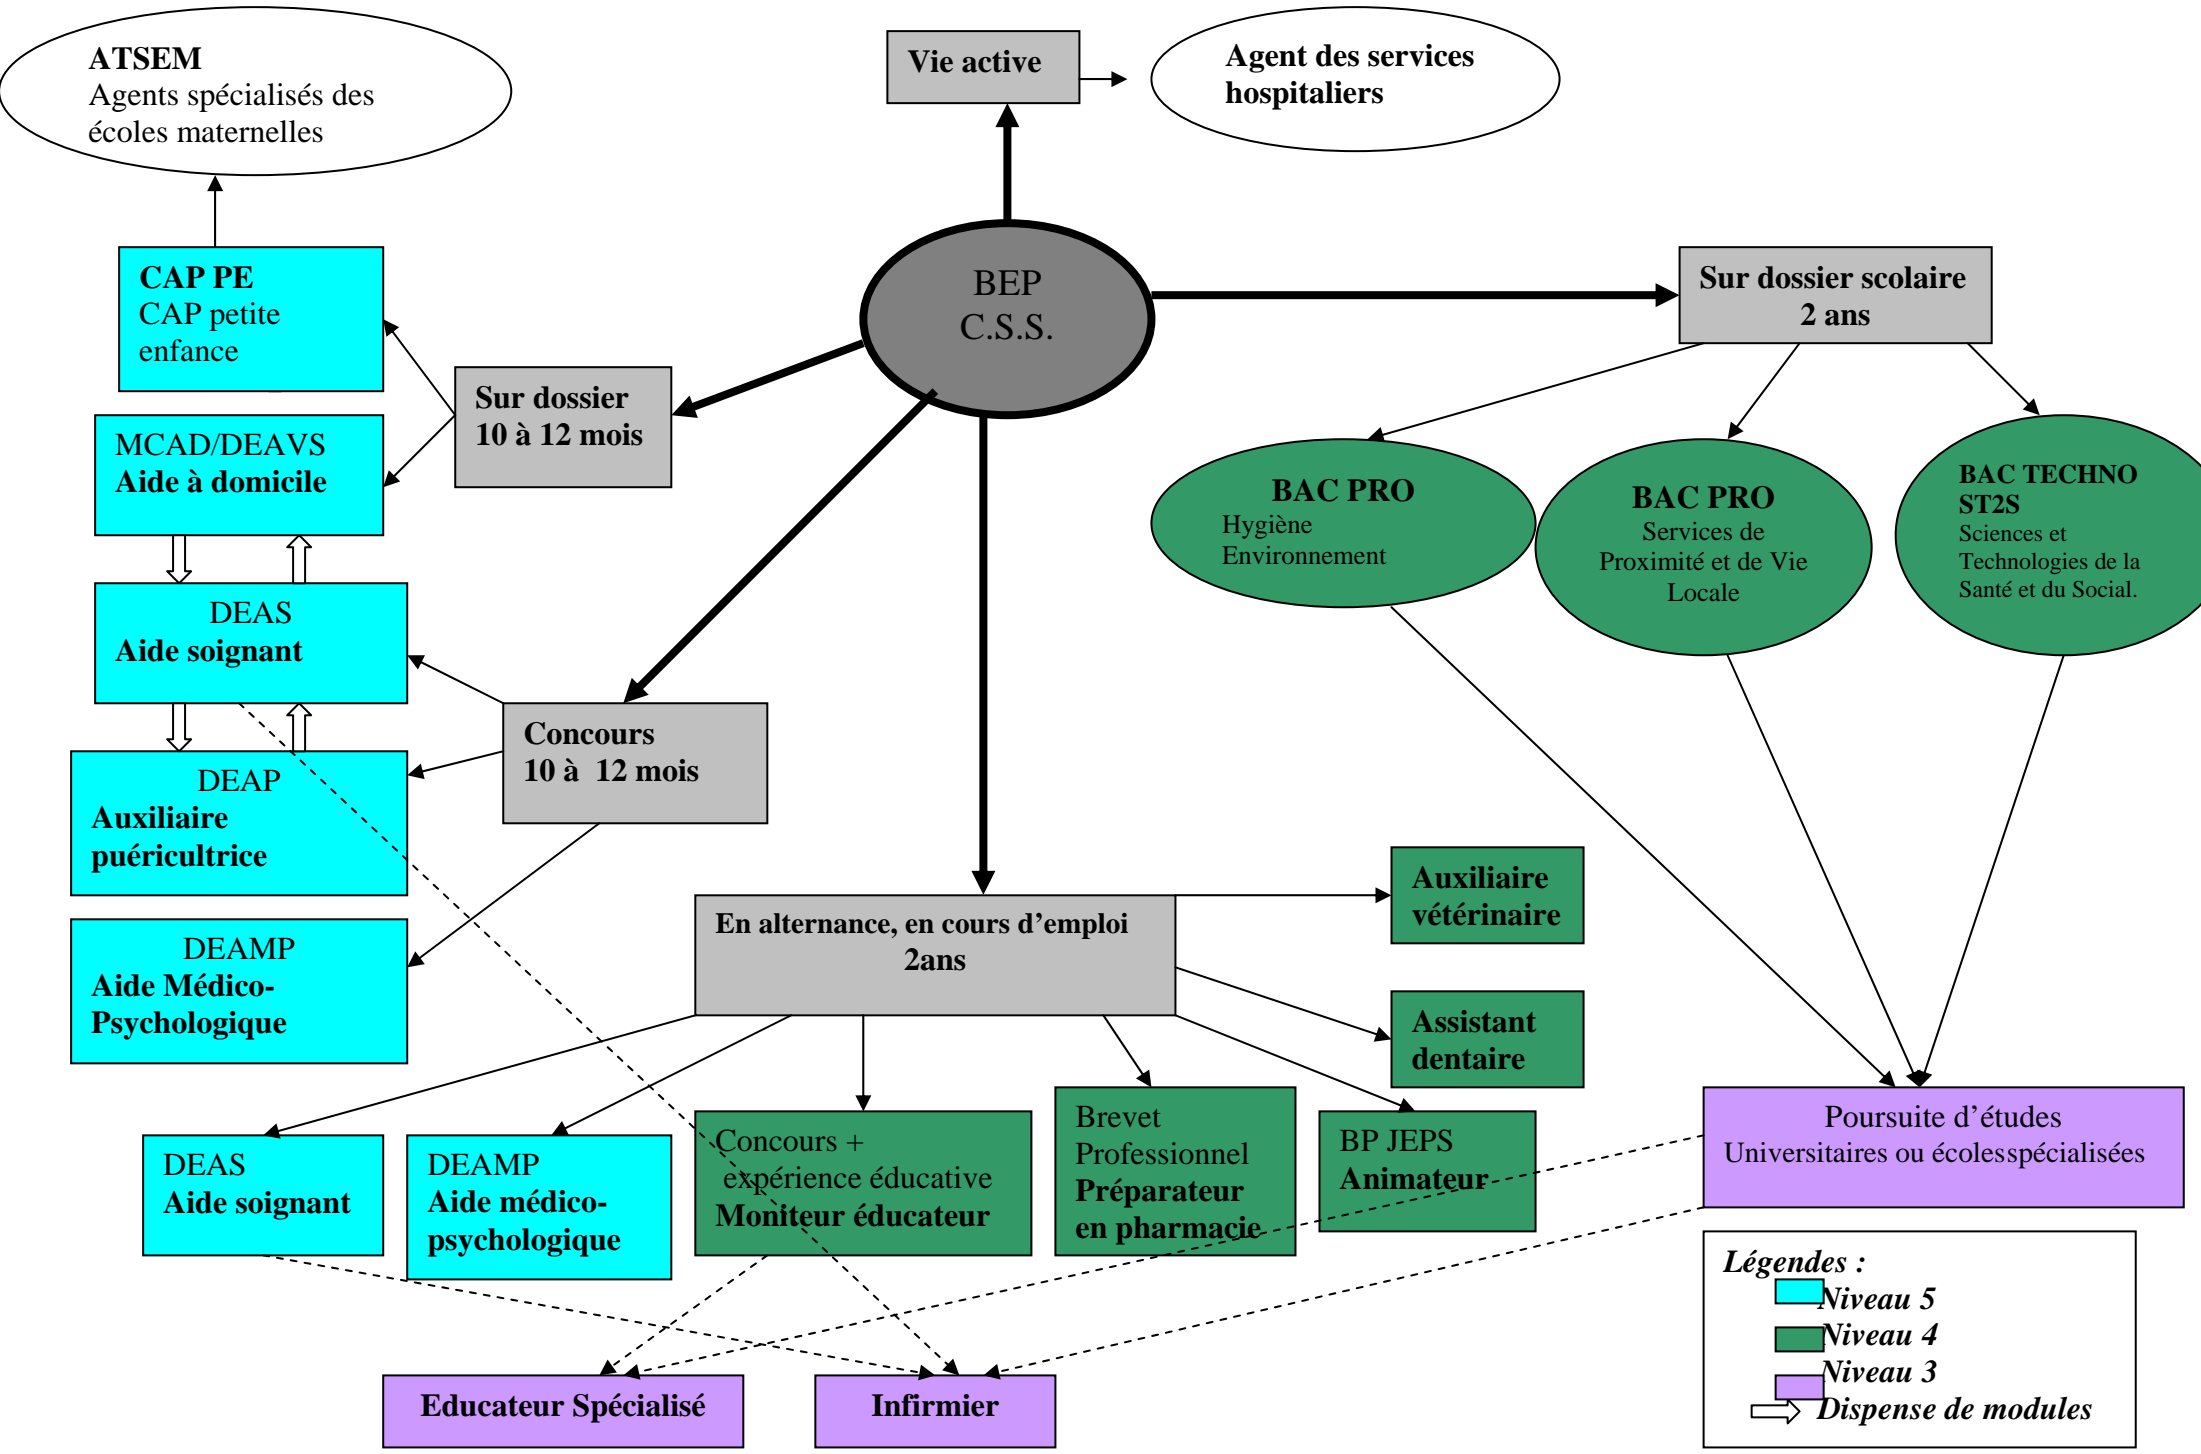 ATSEM
Agents spécialisés des
écoles maternelles
Vie active
Agent des services
hospitaliers
BEP
C.S.S.
Sur dossier scolaire
2 ans
CAP PE
CAP petite
enfance
Sur dossier
10 à 12 mois
MCAD/DEAVS
Aide à domicile
BAC PRO
Hygiène
Environnement
BAC PRO
Services de
Proximité et de Vie
Locale
BAC TECHNO
ST2S
Sciences et
Technologies de la
Santé et du Social.
DEAS
Aide soignant
Concours
10 à  12 mois
DEAP
Auxiliaire
puéricultrice
DEAMP
Aide Médico-
Psychologique
En alternance, en cours d’emploi
2ans
Auxiliaire
vétérinaire
Assistant
dentaire
DEAS
Aide soignant
DEAMP
Aide médico-
psychologique
Concours +
expérience éducative
Moniteur éducateur
Brevet
Professionnel
Préparateur
en pharmacie
BP JEPS
Animateur
Poursuite d’études
Universitaires ou écolesspécialisées
Educateur Spécialisé
Infirmier
Légendes :
Niveau 5
Niveau 4
Niveau 3
Dispense de modules